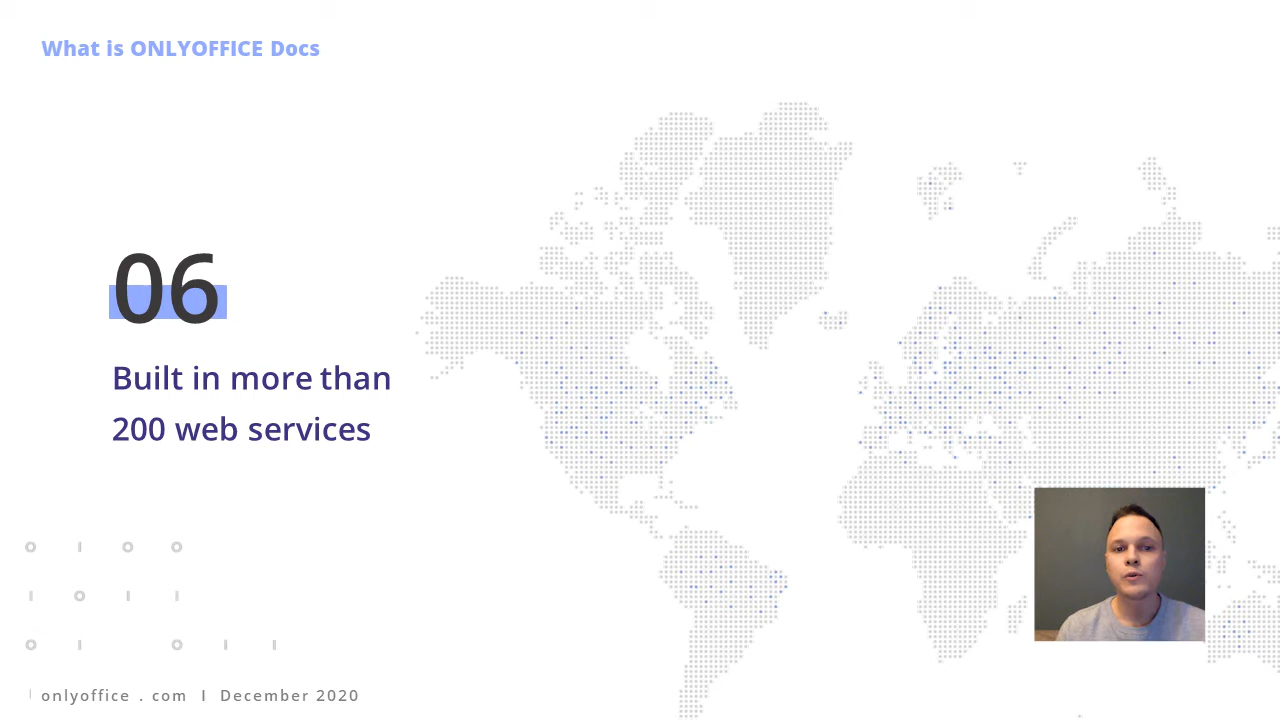 What is ONLYOFFICE Docs
06
Built in more than
200 web services
O I O O
I O I I
O I O I I
onlyoffice . com I December 2020